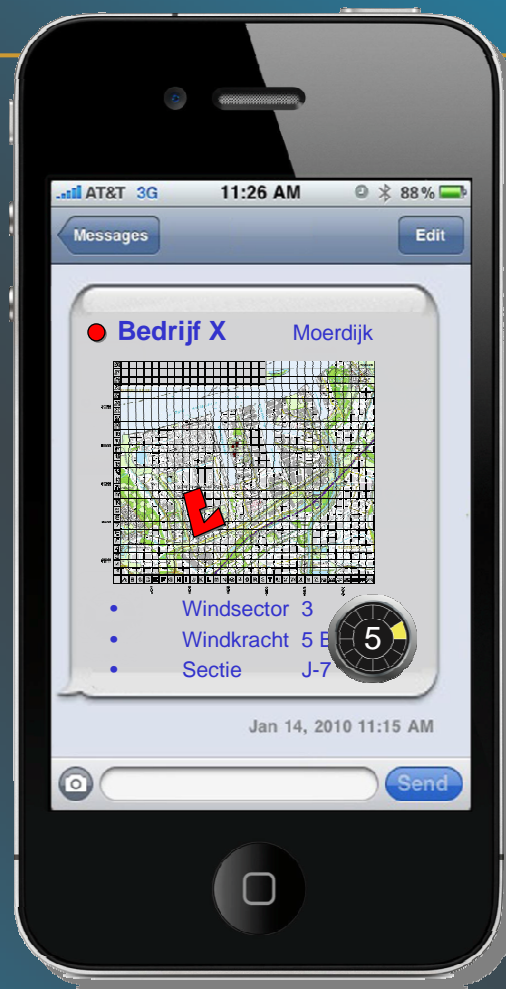 AT&T 3G 11:26 AM 88%
Messages Edit
Bedrijf X Moerdijk
• Windsector 3
• Windkracht 5 B
• Sectie J-7
5
Jan 14, 2010 11:15 AM
Send